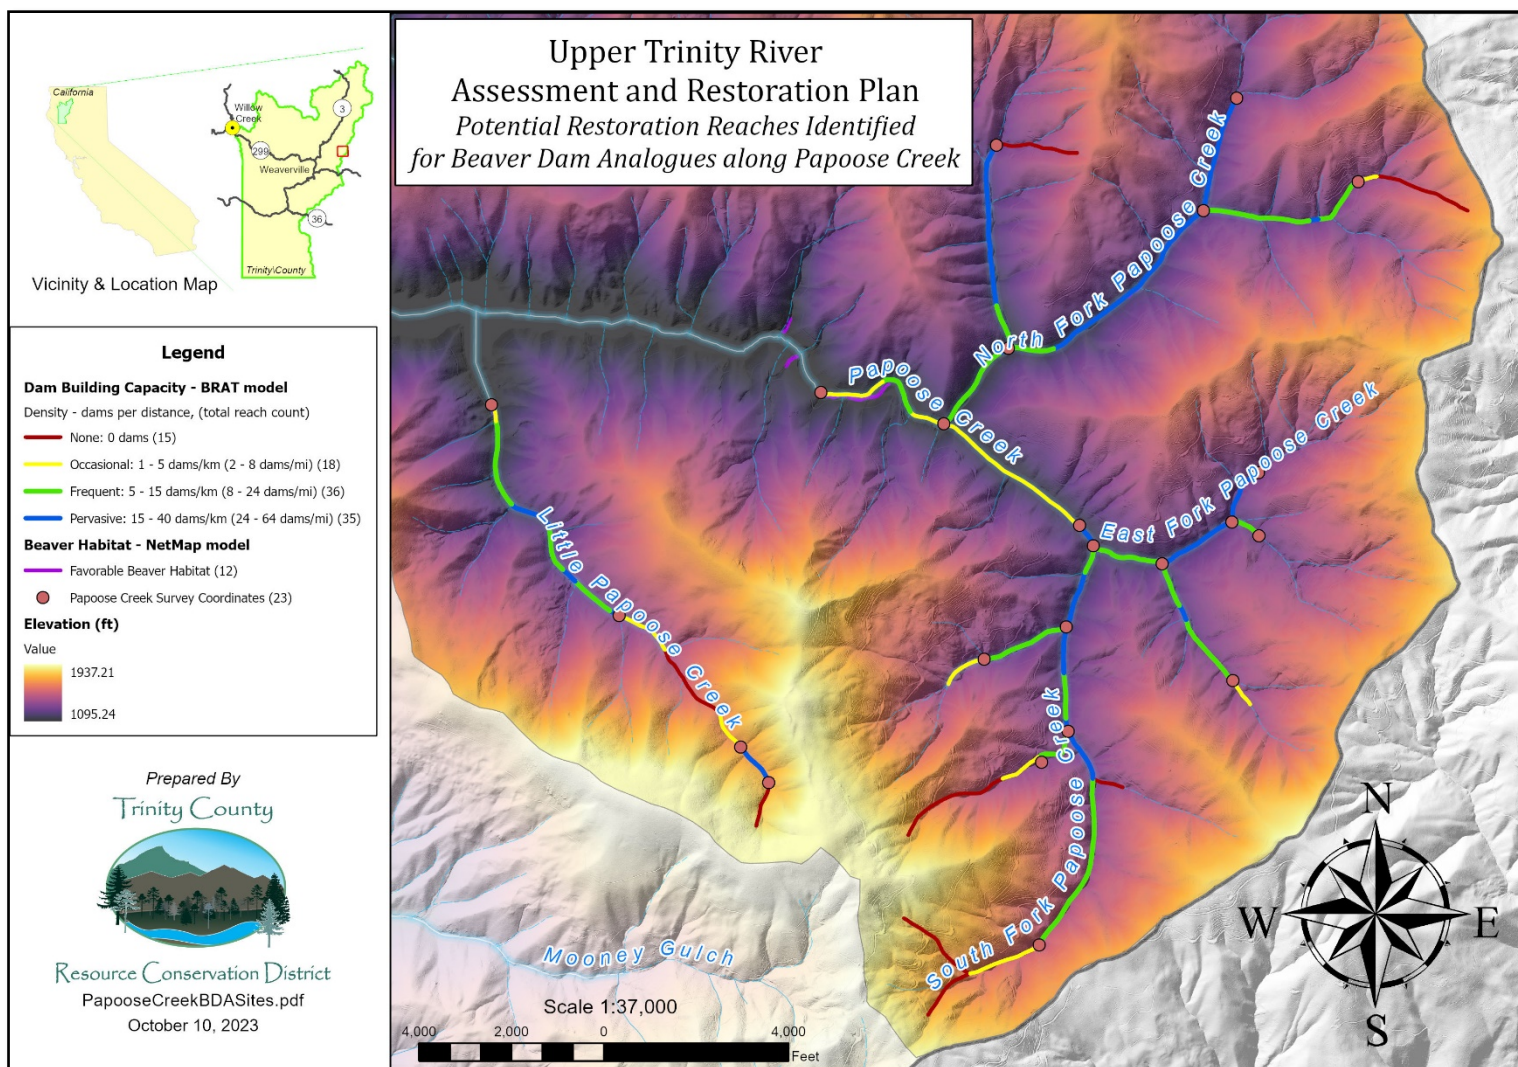 Upper Trinity River
Assessment and Restoration Plan
Potential Restoration Reaches Identified
for Beaver Dam Analogues along Papoose Creek
California
Willow
Creek
3
299
Weaverville
36
Trinity\County
Vicinity & Location Map
Legend
Dam Building Capacity - BRAT model
Density - dams per distance, (total reach count)
None: 0 dams (15)
Occasional: 1 - 5 dams/km (2 - 8 dams/mi) (18)
Frequent: 5 - 15 dams/km (8 - 24 dams/mi) (36)
Pervasive: 15 - 40 dams/km (24 - 64 dams/mi) (35)
Beaver Habitat - NetMap model
Favorable Beaver Habitat (12)
Papoose Creek Survey Coordinates (23)
Elevation (ft)
Value
1937.21
1095.24
Prepared By
Trinity County
Resource Conservation District
PapooseCreekBDASites.pdf
October 10, 2023
North Fork Papoose Creek
Papoose Creek
East Fork Papoose Creek
Little Papoose Creek
South Fork Papoose Creek
Mooney Gulch
Scale 1:37,000
4,000 2,000 0 4,000
Feet
N
W E
S